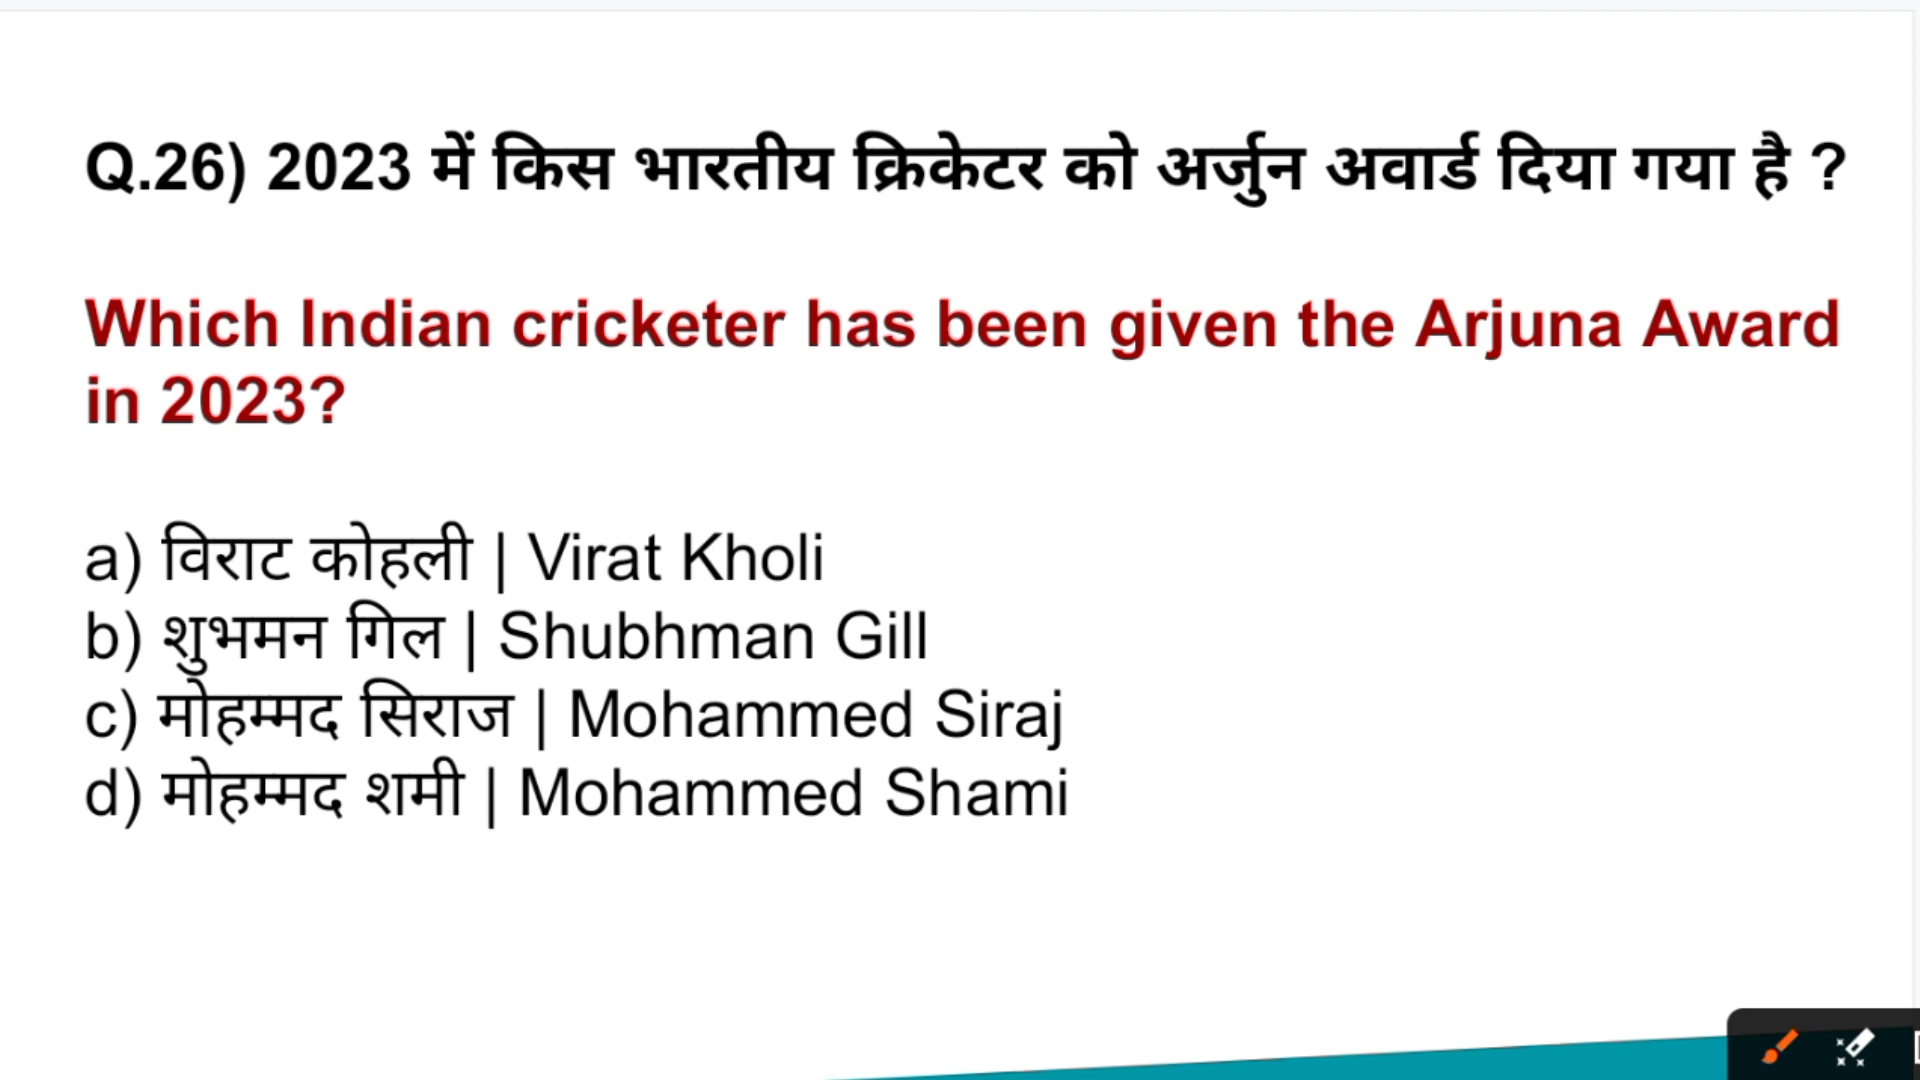 Q.26) 2023 में किस भारतीय क्रिकेटर को अर्जुन अवार्ड दिया गया है ?
Which Indian cricketer has been given the Arjuna Award
in 2023?
a) विराट कोहली | Virat Kholi
b) शुभमन गिल | Shubhman Gill
c) मोहम्मद सिराज | Mohammed Siraj
d) मोहम्मद शमी | Mohammed Shami